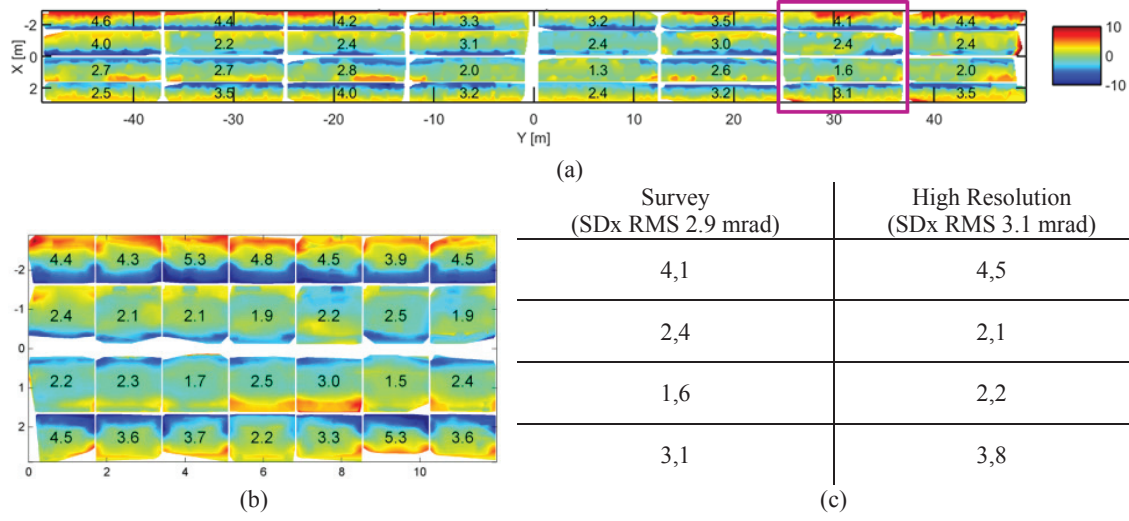 -2 4.6 4.4 4.2 3.3 3.2 3.5 4.1 4.4 10
X [m] 0 4.0 2.2 2.4 3.1 2.4 3.0 2.4 2.4 0
2.7 2.7 2.8 2.0 1.3 2.6 1.6 2.0
2 2.5 3.5 4.0 3.2 2.4 3.2 3.1 3.5 -10
-40 -30 -20 -10 0 10 20 30 40
Y [m]
(a)
Survey High Resolution
(SDx RMS 2.9 mrad) (SDx RMS 3.1 mrad)
4,1 4,5
2,4 2,1
1,6 2,2
3,1 3,8
(c)
-2 4.4 4.3 5.3 4.8 4.5 3.9 4.5
-1 2.4 2.1 2.1 1.9 2.2 2.5 1.9
0
1 2.2 2.3 1.7 2.5 3.0 1.5 2.4
2 4.5 3.6 3.7 2.2 3.3 5.3 3.6
0 2 4 6 8 10
(b)